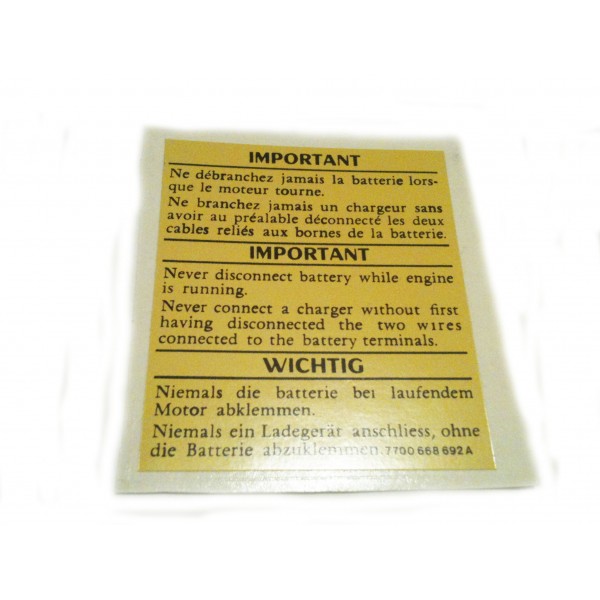 IMPORTANT
Ne débranchez jamais la batterie lors-
que le moteur tourne.
Ne branchez jamais un chargeur sans
avoir au préalable déconnecté les deux
cables reliés aux bornes de la batterie.
IMPORTANT
Never disconnect battery while engine
is running.
Never connect a charger without first
having disconnected the two wires
connected to the battery terminals.
WICHTIG
Niemals die batterie bei laufendem
Motor abklemmen.
Niemals ein Ladegerät anschliess, ohne
die Batterie abzuklemmen. 7700 668 692 A